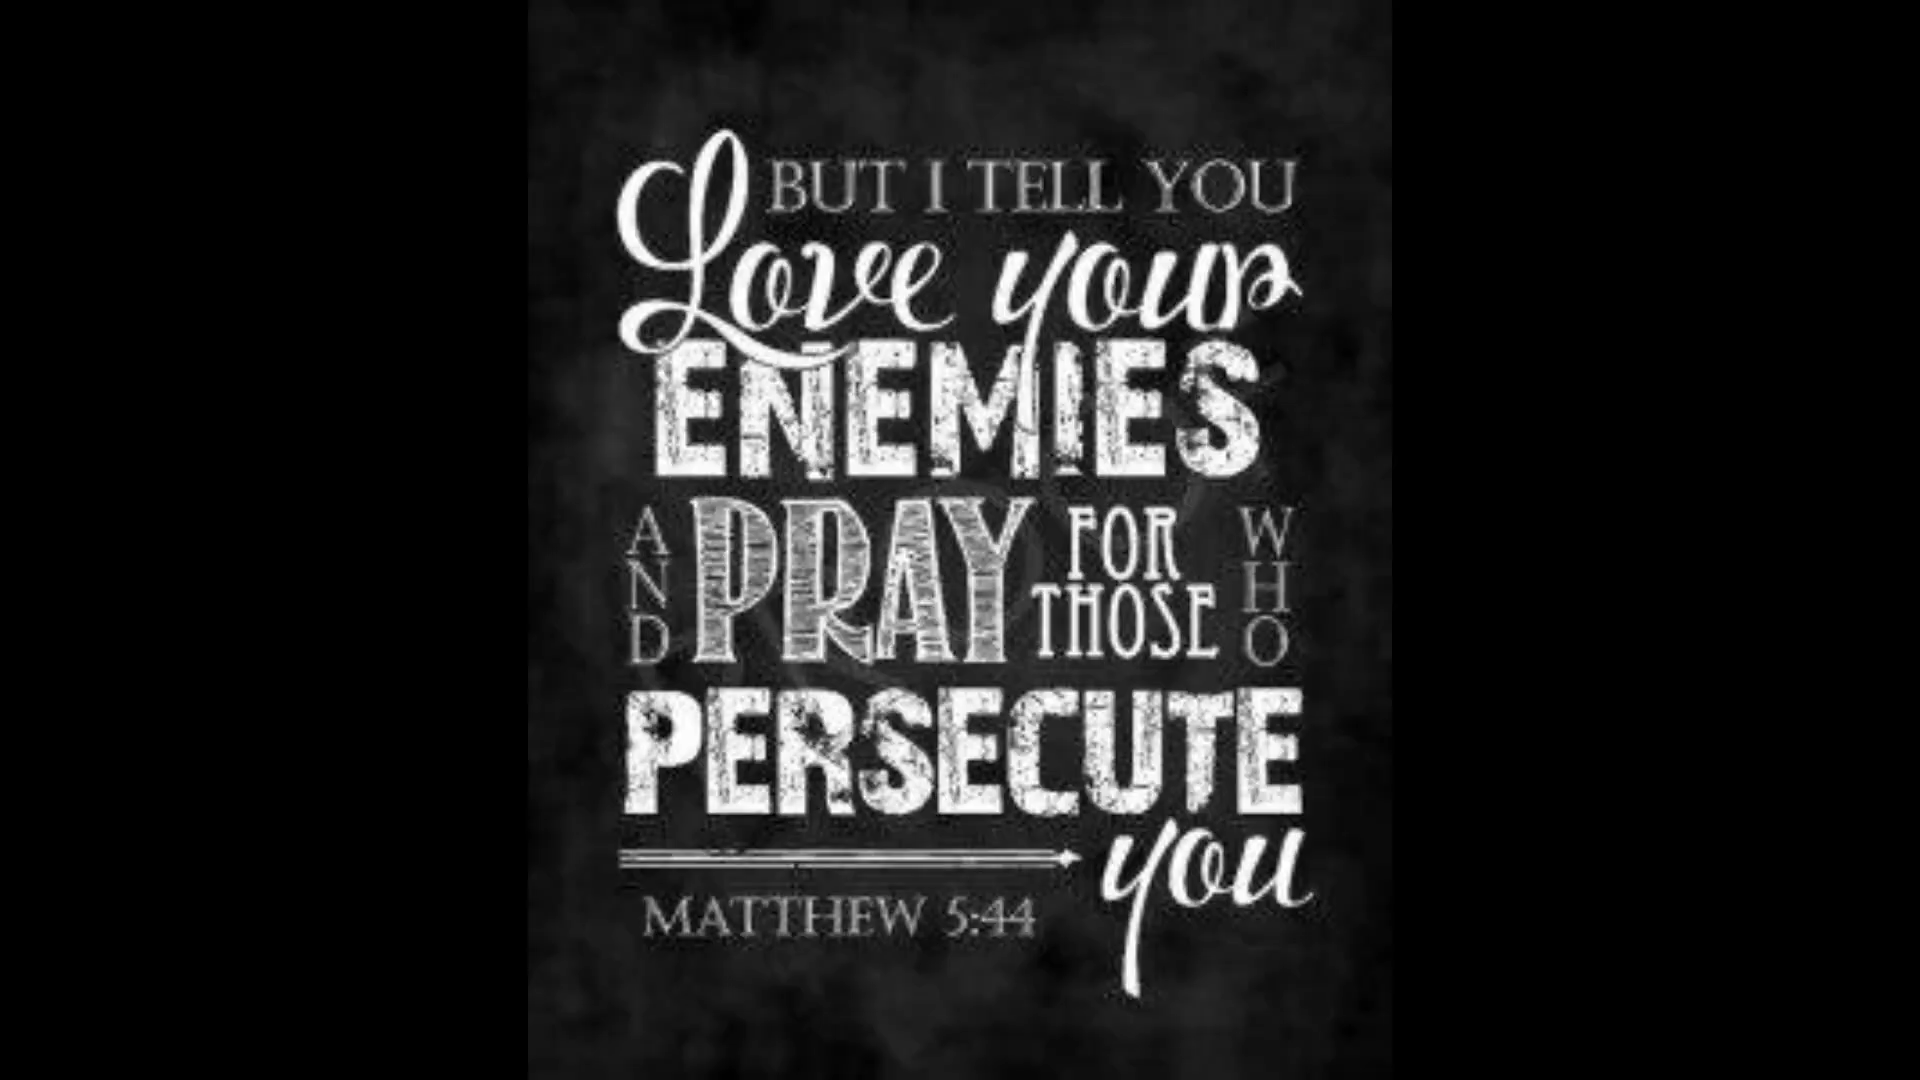 BUT I TELL YOU
Love your
ENEMIES
AND PRAY FOR THOSE WHO
PERSECUTE
you
MATTHEW 5:44